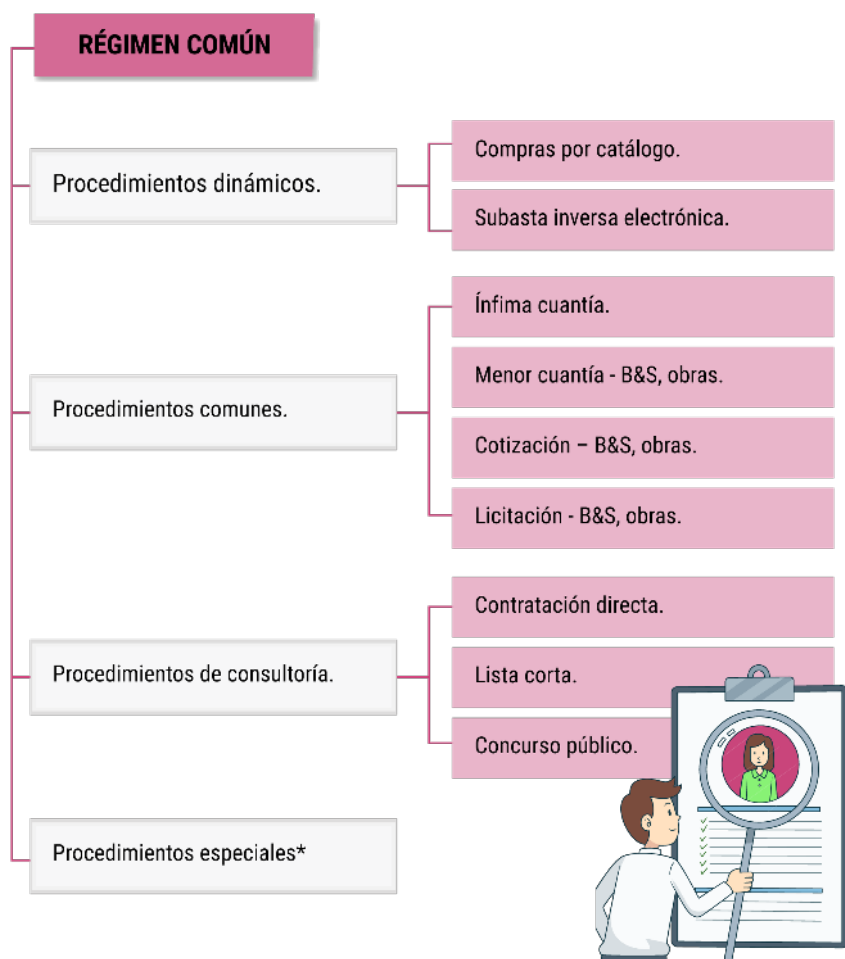 RÉGIMEN COMÚN
Procedimientos dinámicos.
Compras por catálogo.
Subasta inversa electrónica.
Procedimientos comunes.
Ínfima cuantía.
Menor cuantía - B&S, obras.
Cotización – B&S, obras.
Licitación - B&S, obras.
Procedimientos de consultoría.
Contratación directa.
Lista corta.
Concurso público.
Procedimientos especiales*